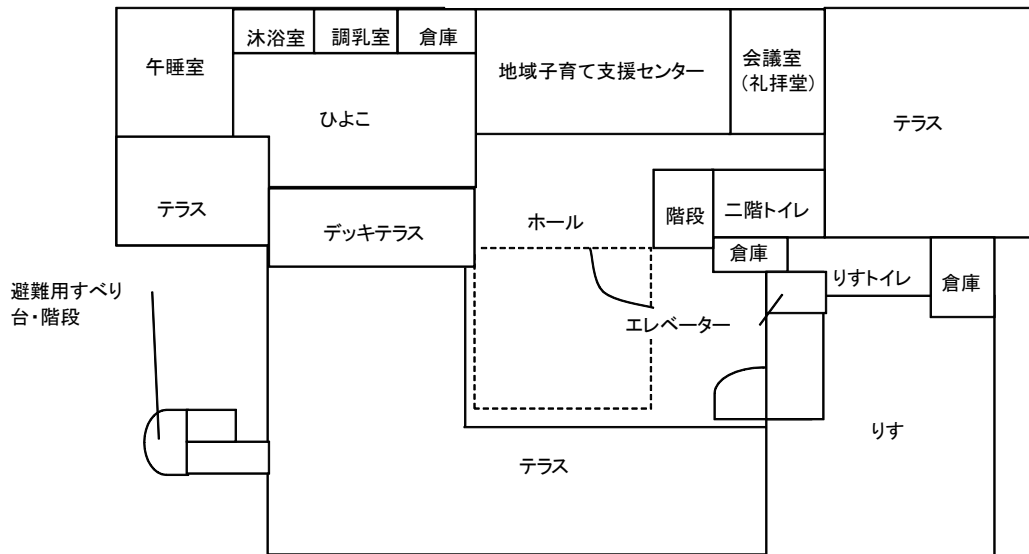 沐浴室
調乳室
倉庫
午睡室
地域子育て支援センター
会議室
（礼拝堂）
ひよこ
テラス
テラス
デッキテラス
ホール
階段
二階トイレ
倉庫
りすトイレ
倉庫
避難用すべり
台・階段
エレベーター
りす
テラス